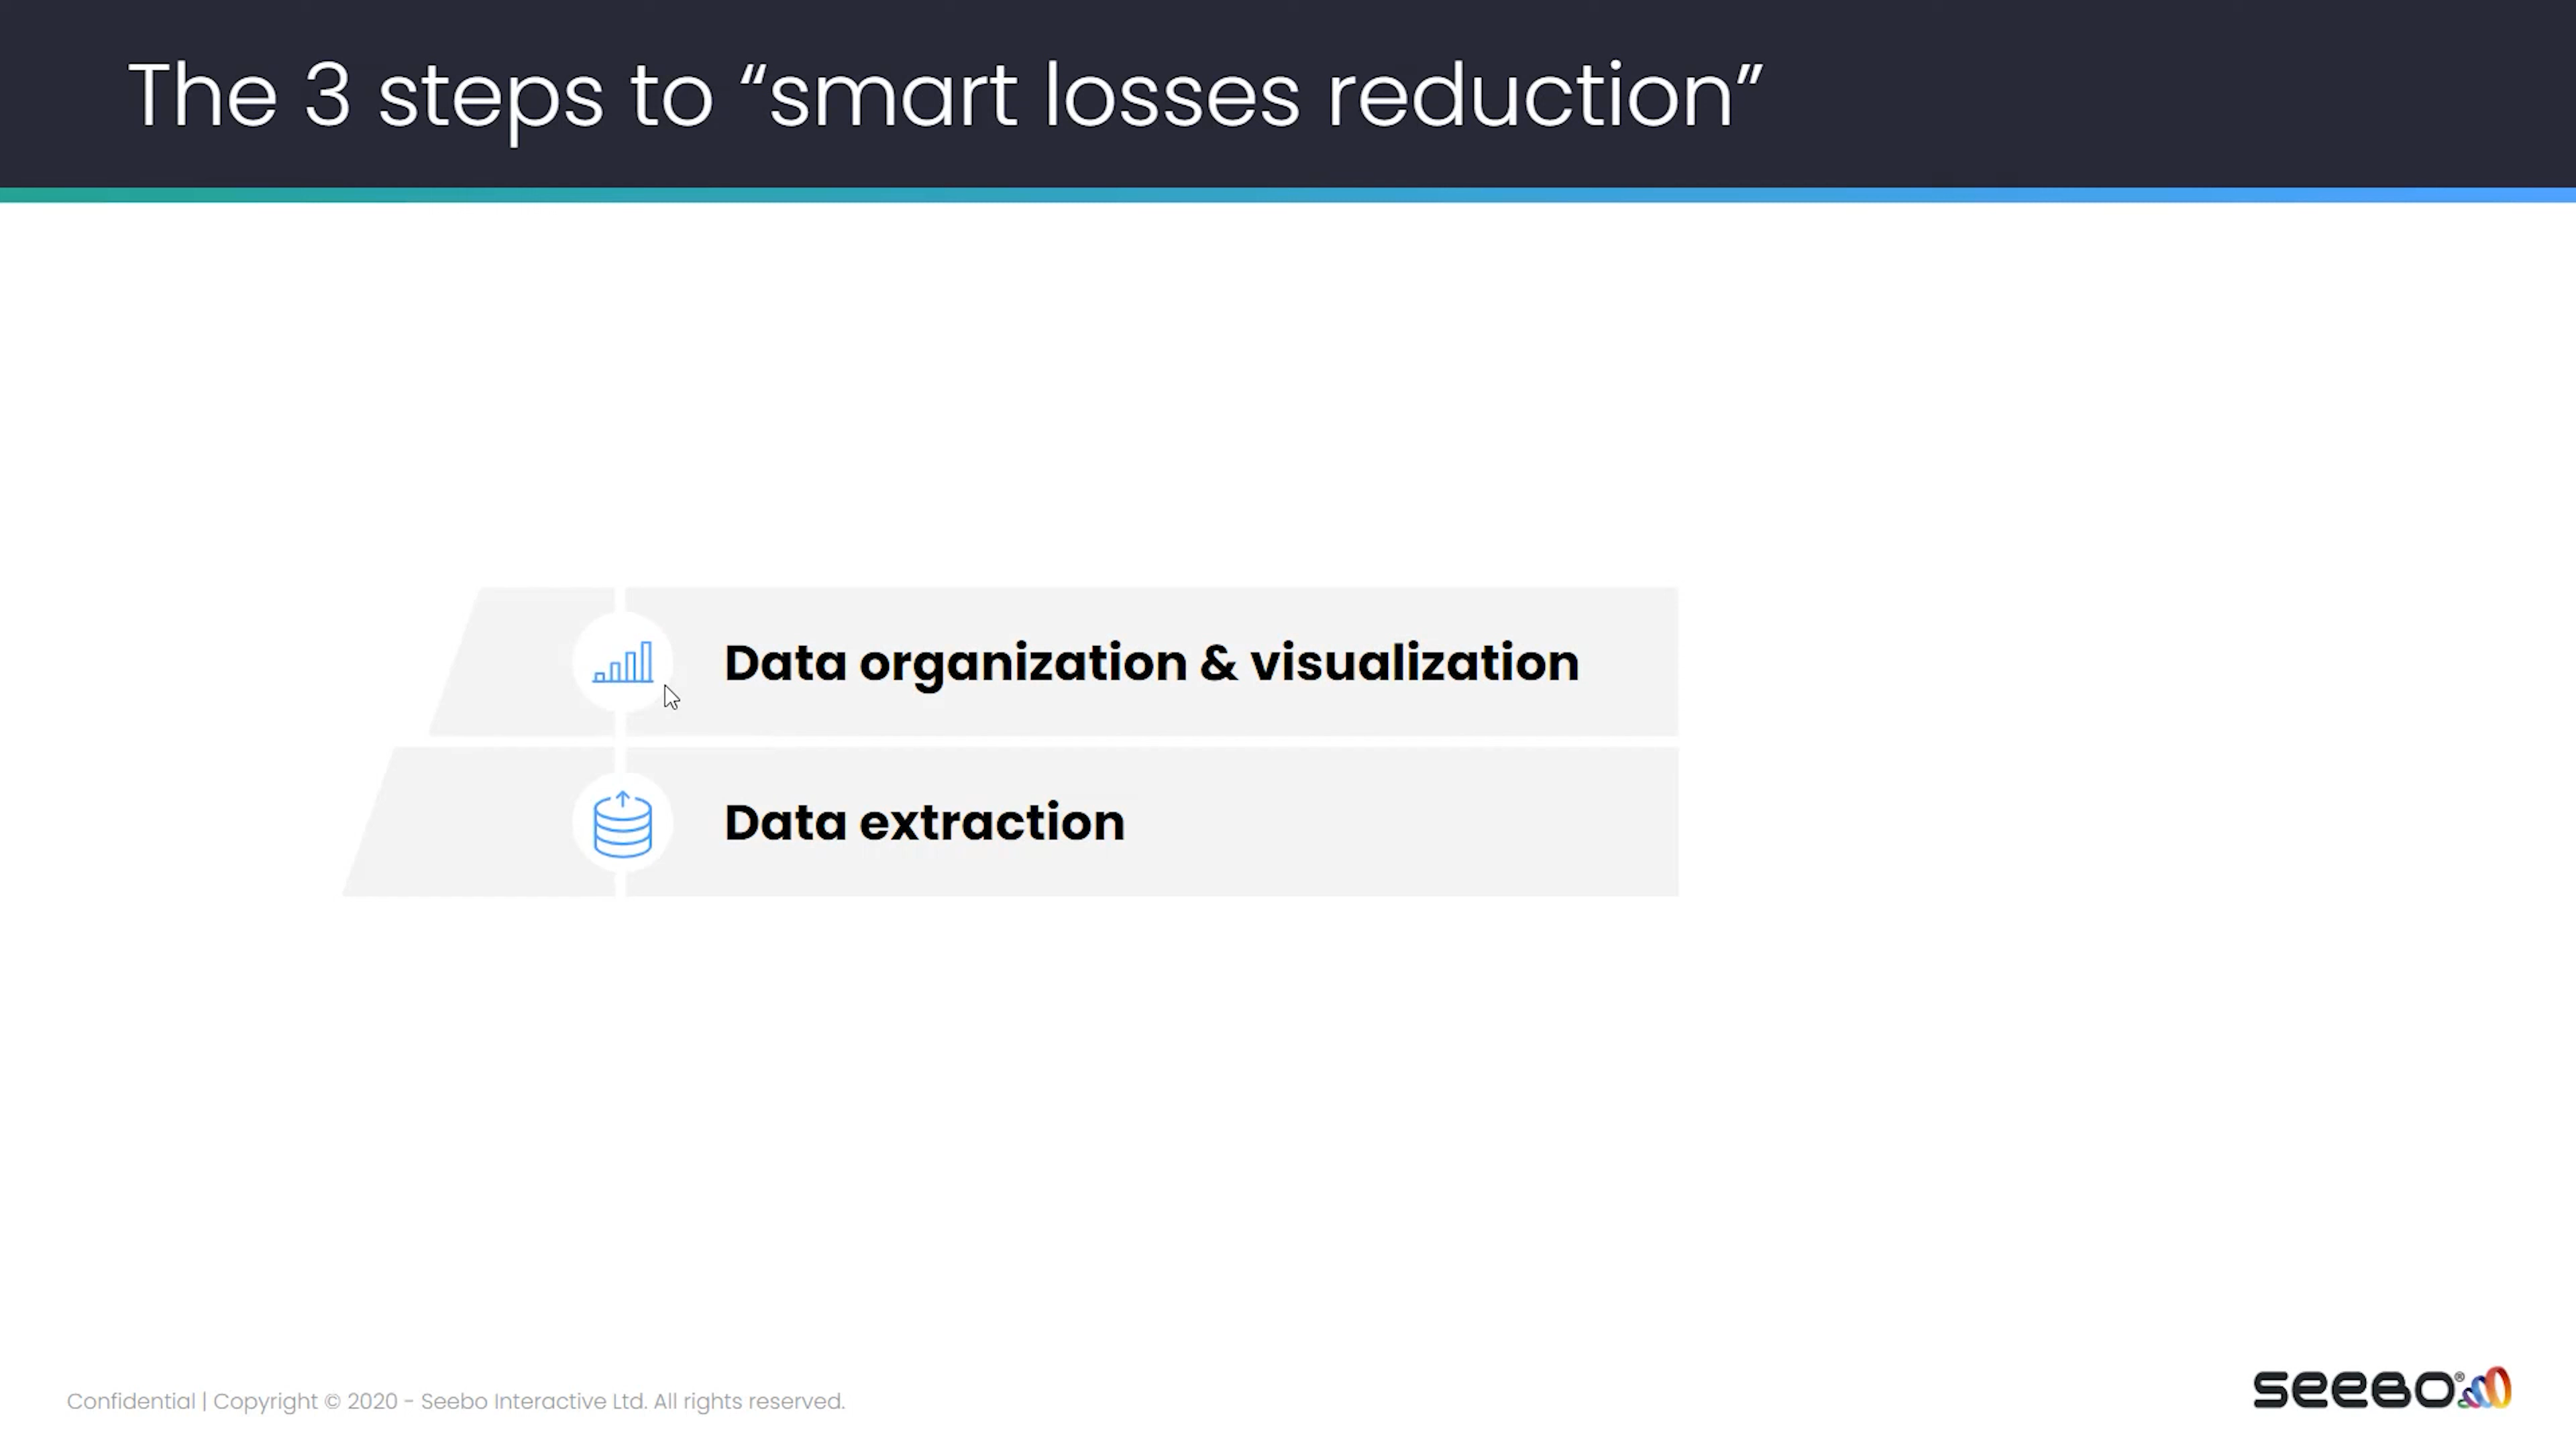 The 3 steps to “smart losses reduction”
Data organization & visualization
Data extraction
Confidential | Copyright © 2020 - Seebo Interactive Ltd. All rights reserved.
seebo®